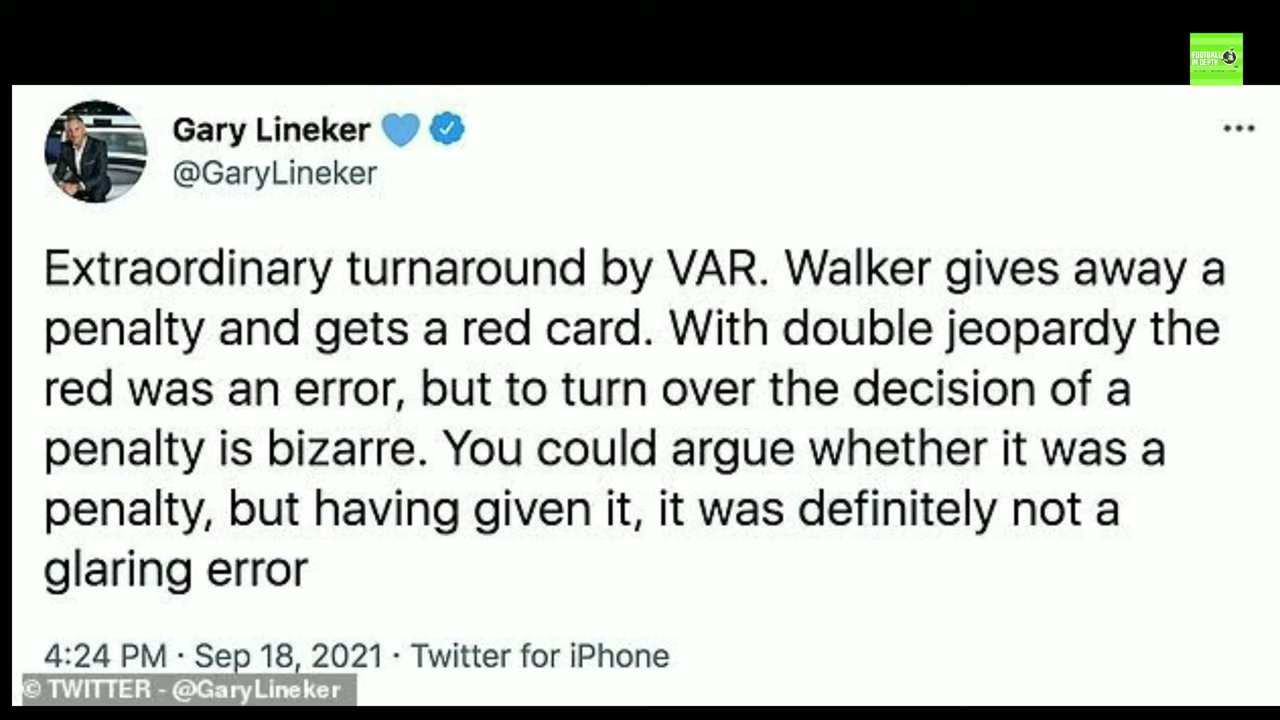 FOOTBALL
IN DEPTH
Gary Lineker
@GaryLineker
Extraordinary turnaround by VAR. Walker gives away a
penalty and gets a red card. With double jeopardy the
red was an error, but to turn over the decision of a
penalty is bizarre. You could argue whether it was a
penalty, but having given it, it was definitely not a
glaring error
4:24 PM · Sep 18, 2021 · Twitter for iPhone
© TWITTER - @GaryLineker